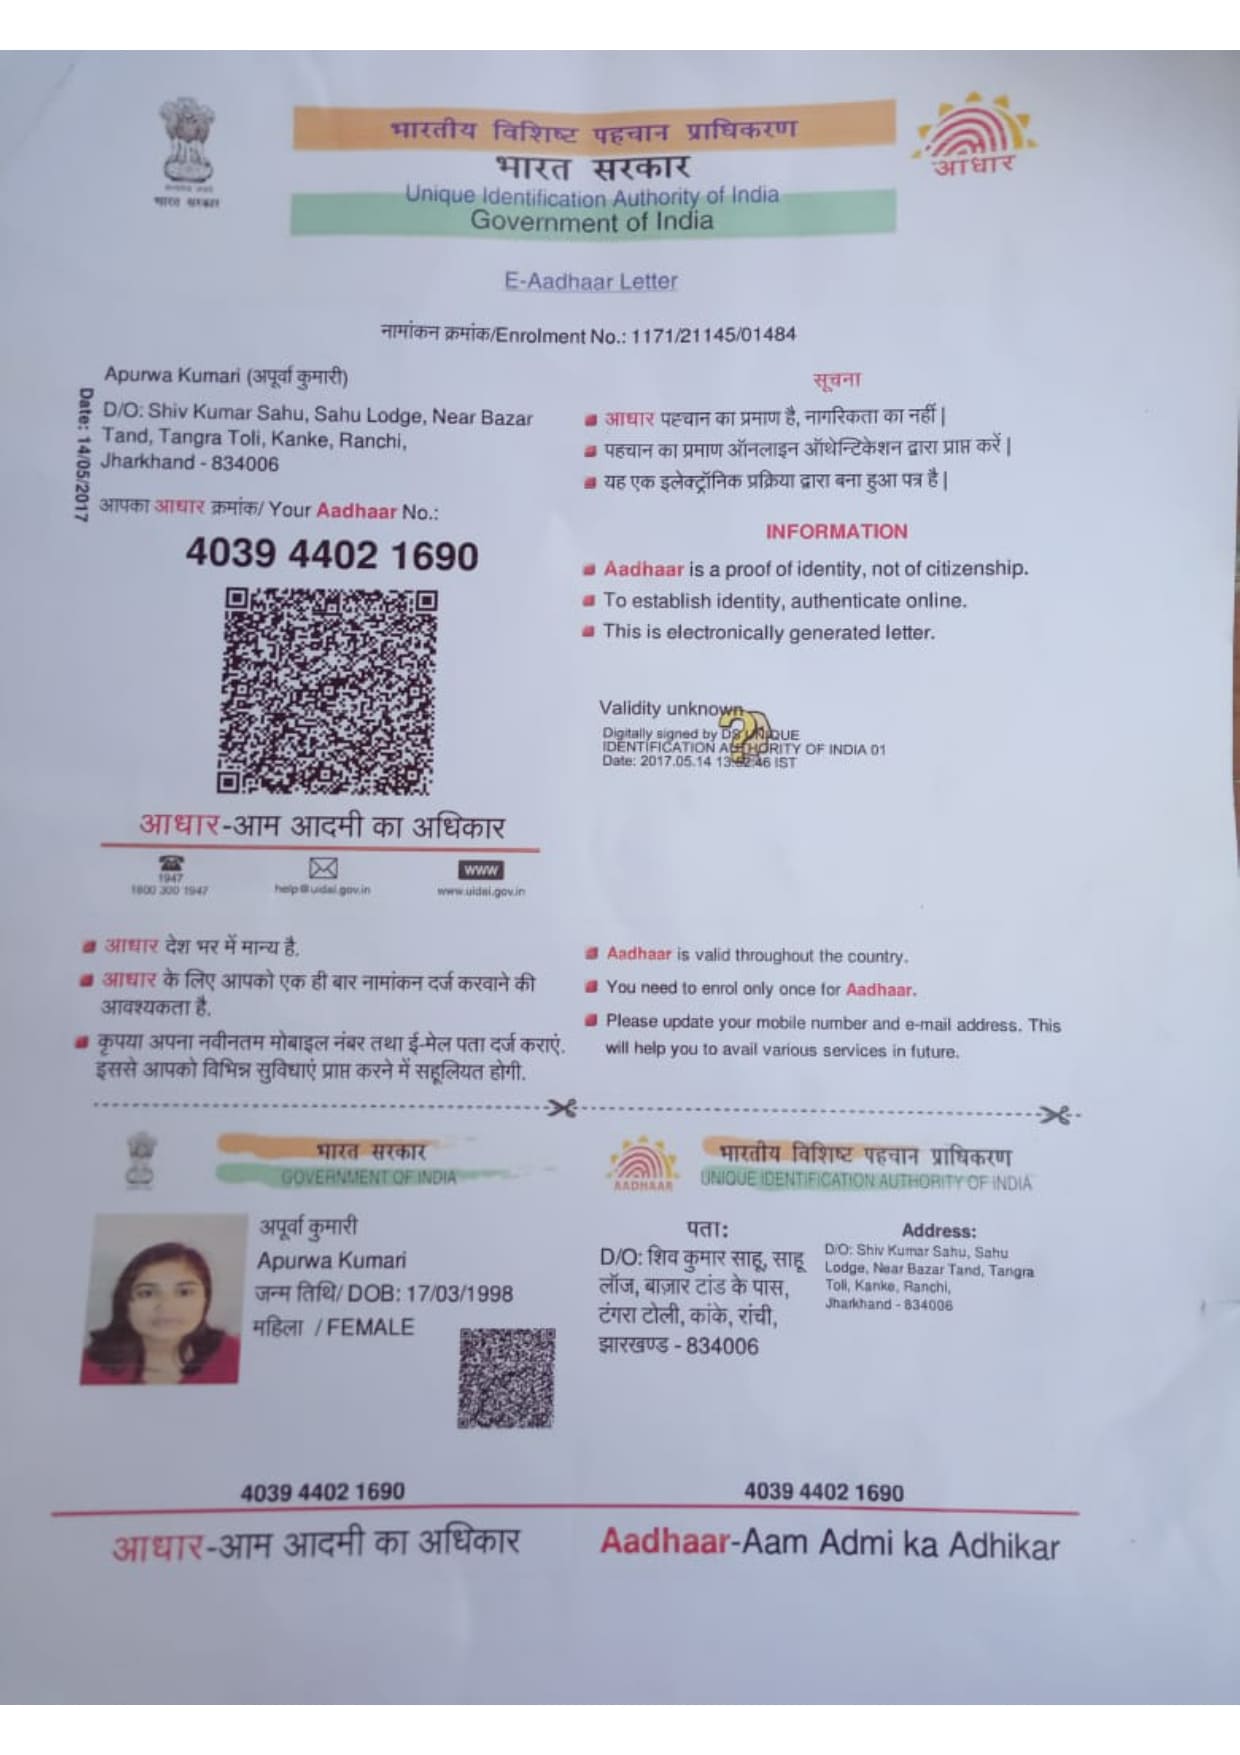 भारतीय विशिष्ट पहचान प्राधिकरण
भारत सरकार
Unique Identification Authority of India
Government of India
भारत सरकार
आधार
E-Aadhaar Letter
नामांकन क्रमांक/Enrolment No.: 1171/21145/01484
Date: 14/05/2017
Apurwa Kumari (अपूर्वा कुमारी)
D/O: Shiv Kumar Sahu, Sahu Lodge, Near Bazar
Tand, Tangra Toli, Kanke, Ranchi,
Jharkhand - 834006
आपका आधार क्रमांक/ Your Aadhaar No.:
4039 4402 1690
आधार-आम आदमी का अधिकार
1947
1800 300 1947
help@uidai.gov.in
www
www.uidai.gov.in
सूचना
आधार पहचान का प्रमाण है, नागरिकता का नहीं |
पहचान का प्रमाण ऑनलाइन ऑथेन्टिकेशन द्वारा प्राप्त करें |
यह एक इलेक्ट्रॉनिक प्रक्रिया द्वारा बना हुआ पत्र है |
INFORMATION
Aadhaar is a proof of identity, not of citizenship.
To establish identity, authenticate online.
This is electronically generated letter.
Validity unknown
Digitally signed by DS UNIQUE
IDENTIFICATION AUTHORITY OF INDIA 01
Date: 2017.05.14 13: :46 IST
आधार देश भर में मान्य है.
आधार के लिए आपको एक ही बार नामांकन दर्ज करवाने की
आवश्यकता है.
कृपया अपना नवीनतम मोबाइल नंबर तथा ई-मेल पता दर्ज कराएं.
इससे आपको विभिन्न सुविधाएं प्राप्त करने में सहूलियत होगी.
Aadhaar is valid throughout the country.
You need to enrol only once for Aadhaar.
Please update your mobile number and e-mail address. This
will help you to avail various services in future.
भारत सरकार
GOVERNMENT OF INDIA
अपूर्वा कुमारी
Apurwa Kumari
जन्म तिथि/ DOB: 17/03/1998
महिला / FEMALE
4039 4402 1690
आधार-आम आदमी का अधिकार
AADHAAR
भारतीय विशिष्ट पहचान प्राधिकरण
UNIQUE IDENTIFICATION AUTHORITY OF INDIA
पता:
D/O: शिव कुमार साहू, साहू
लॉज, बाज़ार टांड के पास,
टंगरा टोली, कांके, रांची,
झारखण्ड - 834006
Address:
D/O: Shiv Kumar Sahu, Sahu
Lodge, Near Bazar Tand, Tangra
Toli, Kanke, Ranchi,
Jharkhand - 834006
4039 4402 1690
Aadhaar-Aam Admi ka Adhikar